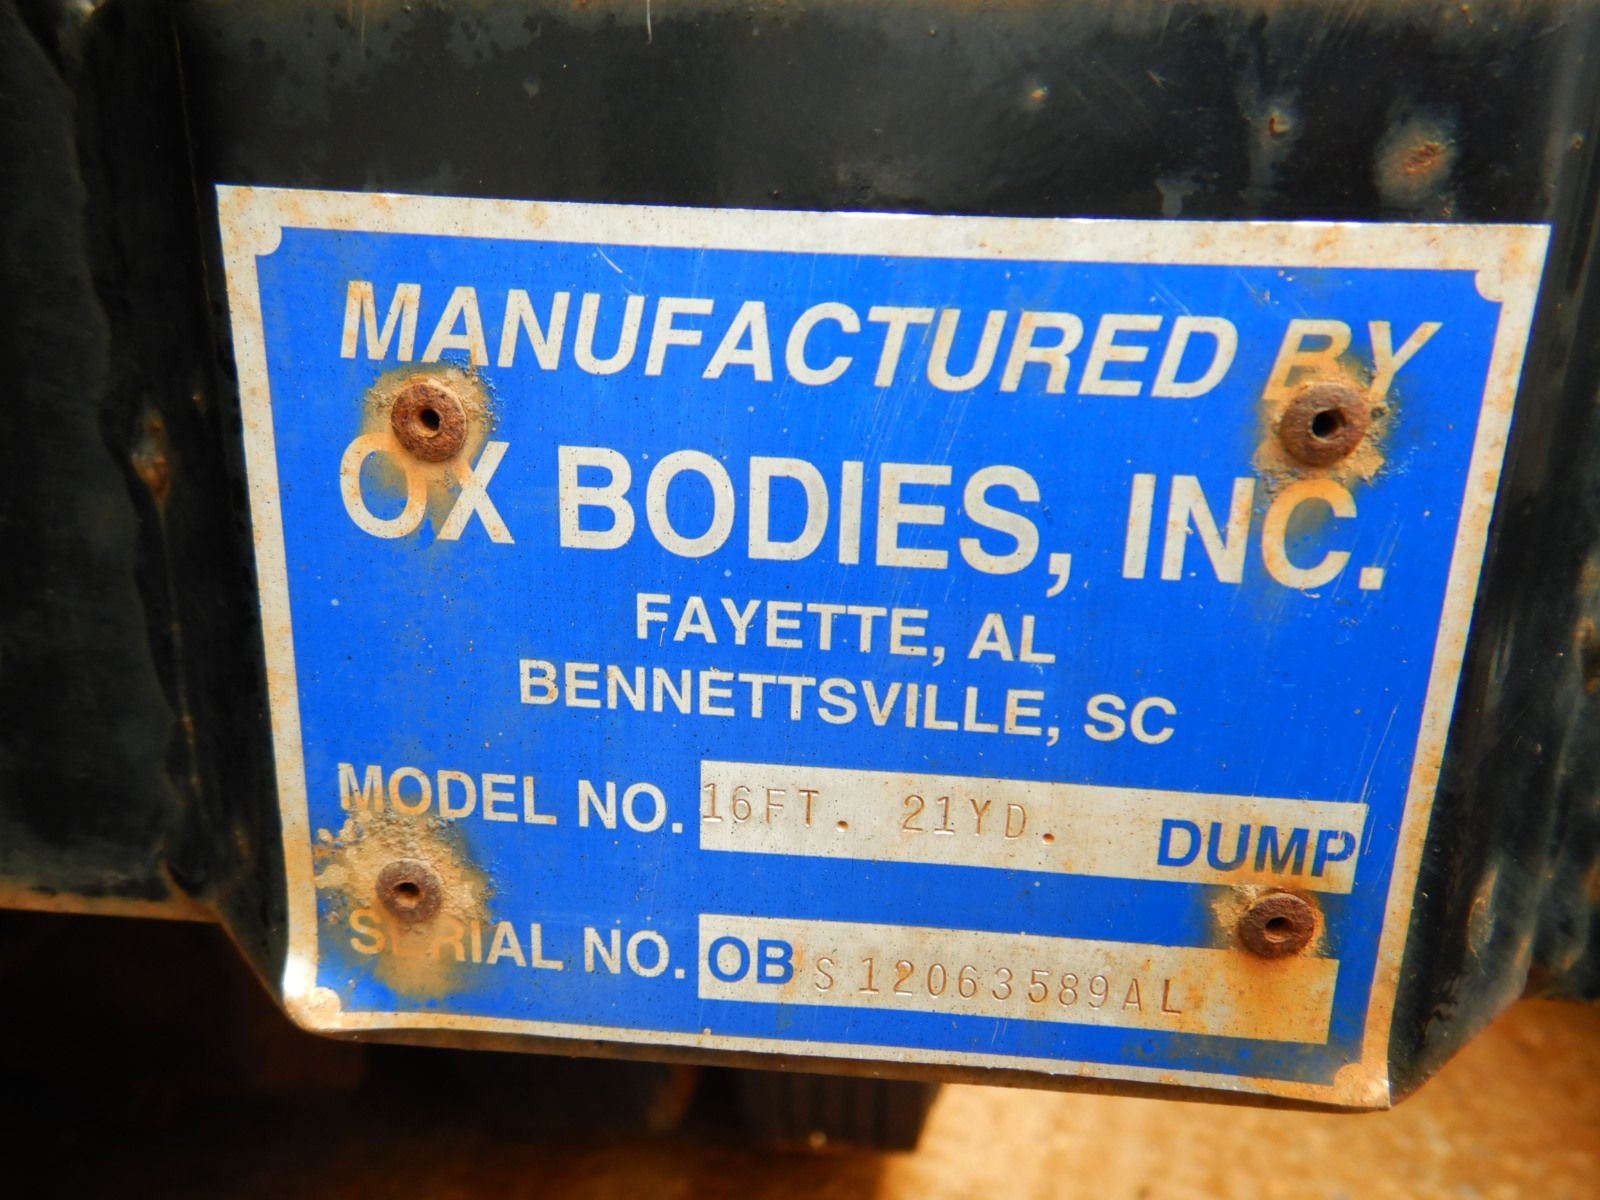 MANUFACTURED BY
OX BODIES, INC.
FAYETTE, AL
BENNETTSVILLE, SC
MODEL NO. 16FT. 21YD. DUMP
SERIAL NO. OB S12063589AL